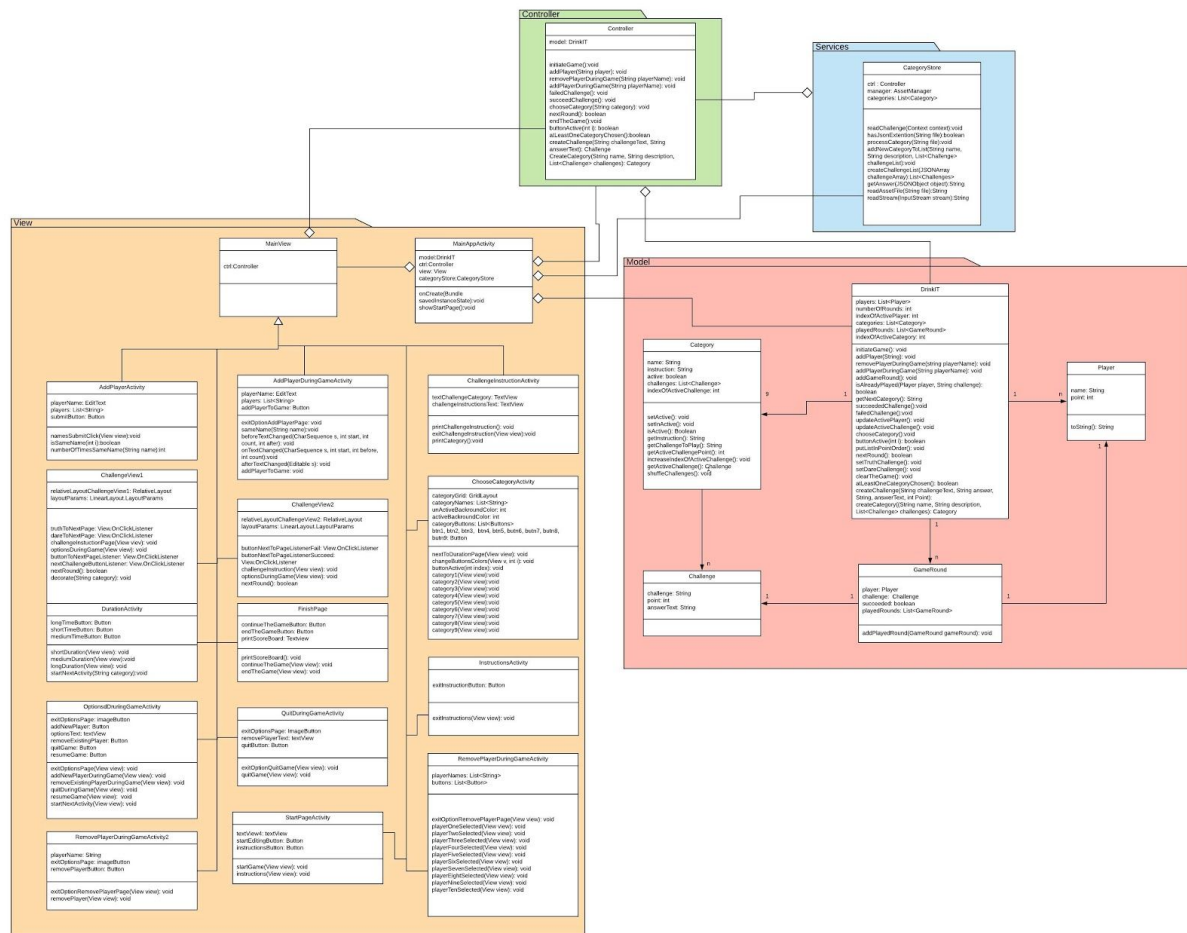 Controller
Controller
model: DrinkIT
initiateGame():void
addPlayer(String player): void
removePlayerDuringGame(String playerName): void
addPlayerDuringGame(String playerName): void
failedChallenge(): void
succeedChallenge(): void
chooseCategory(String category): void
nextRound(): boolean
endTheGame():void
buttonActive(int i): boolean
atLeastOneCategoryChosen():boolean
createChallenge(String challengeText, String
answerText): Challenge
CreateCategory(String name, String description,
List<Challenge> challenges): Category
Services
CategoryStore
ctrl : Controller
manager: AssetManager
categories: List<Category>
readChallenge(Context context):void
hasJsonExtention(String file):boolean
processCategory(String file):void
addNewCategoryToList(String name,
String description, List<Challenge>
challengeList):void
createChallengeList(JSONArray
challengeArray): List<Challenges>
getAnswer(JSONObject object):String
readAssetFile(String file):String
readStream(InputStream stream):String
View
MainView
ctrl:Controller
MainAppActivity
model:DrinkIT
ctrl:Controller
view: View
categoryStore:CategoryStore
onCreate(Bundle
savedInstanceState):void
showStartPage():void
AddPlayerActivity
playerName: EditText
players: List<String>
submitButton: Button
namesSubmitClick(View view):void
isSameName(int i):boolean
numberOfTimesSameName(String name):int
AddPlayerDuringGameActivity
playerName: EditText
players: List<String>
addPlayerToGame: Button
exitOptionAddPlayerPage: void
sameName(String name):void
beforeTextChanged(CharSequence s, int start, int
count, int after): void
onTextChanged(CharSequence s, int start, int before,
int count):void
afterTextChanged(Editable s): void
addPlayerToGame: void
ChallengeInstructionActivity
textChallengeCategory: TextView
challengeInstructionsText: TextView
printChallengeInstruction(): void
exitChallengeInstruction(View view):void
printCategory():void
ChallengeView1
relativeLayoutChallengeView1: RelativeLayout
layoutParams: LinearLayout.LayoutParams
truthToNextPage: View.OnClickListener
dareToNextPage: View.OnClickListener
challengeInstructionPage(View viev): void
optionsDuringGame(View view): void
buttonToNextPageListener: View.OnClickListener
nextChallengeButtonListener: View.OnClickListener
nextRound(): boolean
decorate(String category): void
ChallengeView2
relativeLayoutChallengeView2: RelativeLayout
layoutParams: LinearLayout.LayoutParams
buttonNextToPageListenerFail: View.OnClickListener
buttonNextToPageListenerSucceed:
View.OnClickListener
challengeInstruction(View view): void
optionsDuringGame(View view): void
nextRound(): boolean
ChooseCategoryActivity
categoryGrid: GridLayout
categoryNames: List<String>
unActiveBackroundColor: int
activeBackroundColor: int
categoryButtons: List<Buttons>
btn1, btn2, btn3, btn4, btn5, butn6, butn7, butrn8,
butn9: Button
nextToDurationPage(View view): void
changeButtonsColors(View v, int i): void
buttonActive(int index): void
category1(View view): void
category2(View view): void
category3(View view): void
category4(View view): void
category5(View view): void
category6(View view): void
category7(View view): void
category8(View view): void
category9(View view): void
DurationActivity
longTimeButton: Button
shortTimeButton: Button
mediumTimeButton: Button
shortDuration(View view): void
mediumDuration(View view):void
longDuration(View view): void
startNextActivity(String category):void
FinishPage
continueTheGameButton: Button
endTheGameButton: Button
printScoreBoard: Textview
printScoreBoard(): void
continueTheGame(View view): void
endTheGame(View view): void
InstructionsActivity
exitInstructionButton: Button
exitInstructions(View view): void
OptionsdDruringGameActivity
exitOptionsPage: imageButton
addNewPlayer: Button
optionsText: textView
removeExistingPlayer: Button
quitGame: Button
resumeGame: Button
exitOptionsPage(View view): void
addNewPlayerDuringGame(View view): void
removeExistingPlayerDuringGame(View view): void
quitDuringGame(View view): void
resumeGame(View view): void
startNextActivity(View view): void
QuitDuringGameActivity
exitOptionsPage: ImageButton
removePlayerText: textView
quitButton: Button
exitOptionQuitGame(View view): void
quitGame(View view): void
RemovePlayerDuringGameActivity
playerNames: List<String>
buttons: List<Button>
exitOptionRemovePlayerPage(View view): void
playerOneSelected(View view): void
playerTwoSelected(View view): void
playerThreeSelected(View view): void
playerFourSelected(View view): void
playerFiveSelected(View view): void
playerSixSelected(View view): void
playerSevenSelected(View view): void
playerEightSelected(View view): void
playerNineSelected(View view): void
playerTenSelected(View view): void
RemovePlayerDuringGameActivity2
playerName: String
exitOptionsPage: imageButton
removePlayerButton: Button
exitOptionRemovePlayerPage(View view): void
removePlayer(View view): void
StartPageActivity
textView4: textView
startEditingButton: Button
instructionsButton: Button
startGame(View view): void
instructions(View view): void
Model
DrinkIT
players: List<Player>
numberOfRounds: int
indexOfActivePlayer: int
categories: List<Category>
playedRounds: List<GameRound>
indexOfActiveCategory: int
initiateGame(): void
addPlayer(String): void
removePlayerDuringGame(string playerName): void
addPlayerDuringGame(String playerName): void
addGameRound(): void
isAlreadyPlayed(Player player, String challenge):
boolean
getNextCategory(): String
succeededChallenge():void
failedChallenge(): void
updateActivePlayer(): void
updateActiveChallenge(): void
chooseCategory():void
buttonActive(int i): boolean
putListInPointOrder(): void
nextRound(): boolean
setTruthChallenge(): void
setDareChallenge(): void
clearTheGame(): void
atLeastOneCategoryChosen(): boolean
createChallenge(String challengeText, String answer,
String, answerText, int Point):
createCategory((String name, String description,
List<Challenge> challenges): Category
Category
name: String
instruction: String
active: boolean
challenges: List<Challenge>
indexOfActiveChallenge: int
setActive(): void
setInActive(): void
isActive(): Boolean
getInstruction(): String
getChallengeToPlay(): String
getActiveChallengePoint(): int
increaseIndexOfActiveChallenge(): void
getActiveChallenge(): Challenge
shuffleChallenges(): void
Player
name: String
point: int
toString(): String
9
1
1
n
1
1
n
n
Challenge
challenge: String
point: int
answerText: String
1
1
GameRound
player: Player
challenge: Challenge
succeeded: boolean
playedRounds: List<GameRound>
addPlayedRound(GameRound gameRound): void
1